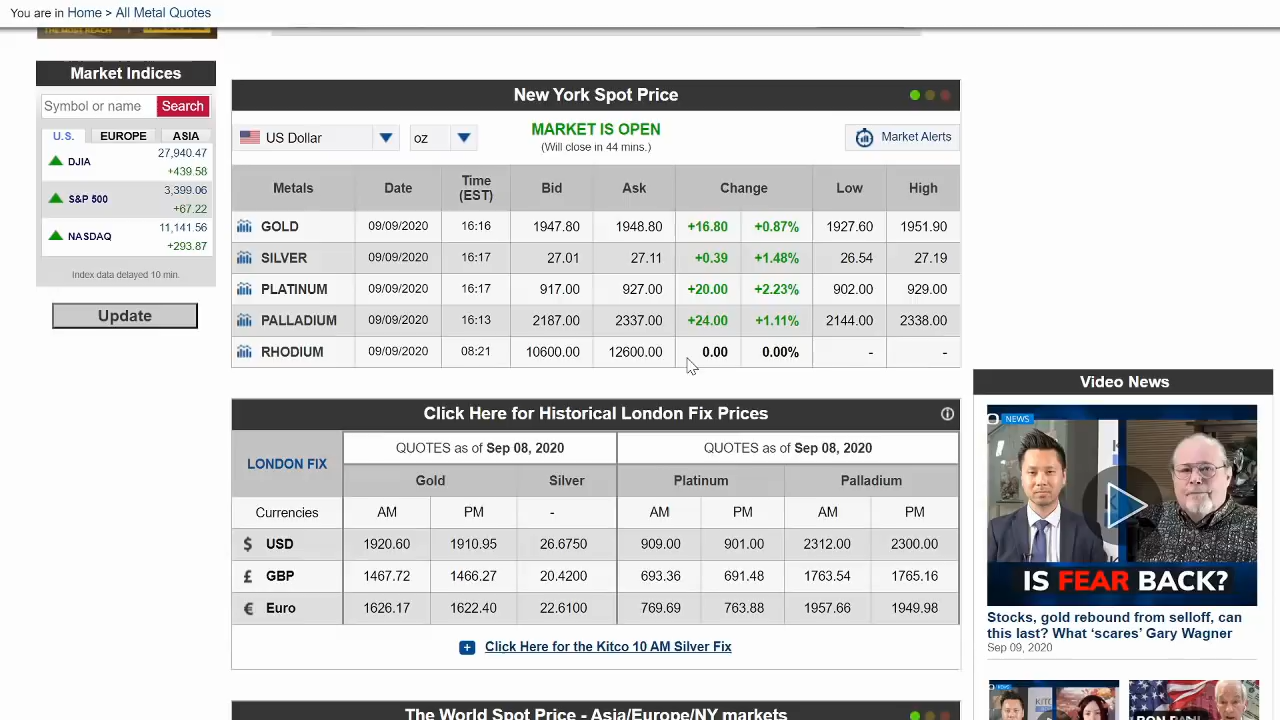 You are in Home > All Metal Quotes
THE MOST REACH
Market Indices
Symbol or name Search
U.S. EUROPE ASIA
DJIA 27,940.47
+439.58
S&P 500 3,399.06
+67.22
NASDAQ 11,141.56
+293.87
Index data delayed 10 min.
Update
New York Spot Price
US Dollar oz MARKET IS OPEN Market Alerts
(Will close in 44 mins.)
Metals Date Time (EST) Bid Ask Change Low High
GOLD 09/09/2020 16:16 1947.80 1948.80 +16.80 +0.87% 1927.60 1951.90
SILVER 09/09/2020 16:17 27.01 27.11 +0.39 +1.48% 26.54 27.19
PLATINUM 09/09/2020 16:17 917.00 927.00 +20.00 +2.23% 902.00 929.00
PALLADIUM 09/09/2020 16:13 2187.00 2337.00 +24.00 +1.11% 2144.00 2338.00
RHODIUM 09/09/2020 08:21 10600.00 12600.00 0.00 0.00% - -
Click Here for Historical London Fix Prices
LONDON FIX QUOTES as of Sep 08, 2020 QUOTES as of Sep 08, 2020
Gold Silver Platinum Palladium
Currencies AM PM - AM PM AM PM
$ USD 1920.60 1910.95 26.6750 909.00 901.00 2312.00 2300.00
£ GBP 1467.72 1466.27 20.4200 693.36 691.48 1763.54 1765.16
€ Euro 1626.17 1622.40 22.6100 769.69 763.88 1957.66 1949.98
Click Here for the Kitco 10 AM Silver Fix
The World Spot Price - Asia/Europe/NY markets
Video News
NEWS
IS FEAR BACK?
Stocks, gold rebound from selloff, can
this last? What ‘scares’ Gary Wagner
Sep 09, 2020
RON PAUL